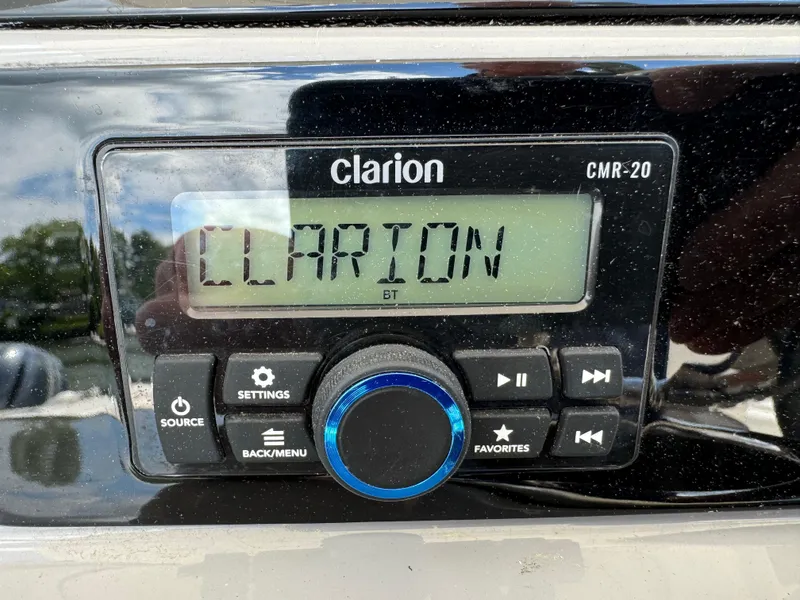 clarion
CMR-20
CLARION
BT
SETTINGS
SOURCE
BACK/MENU
FAVORITES